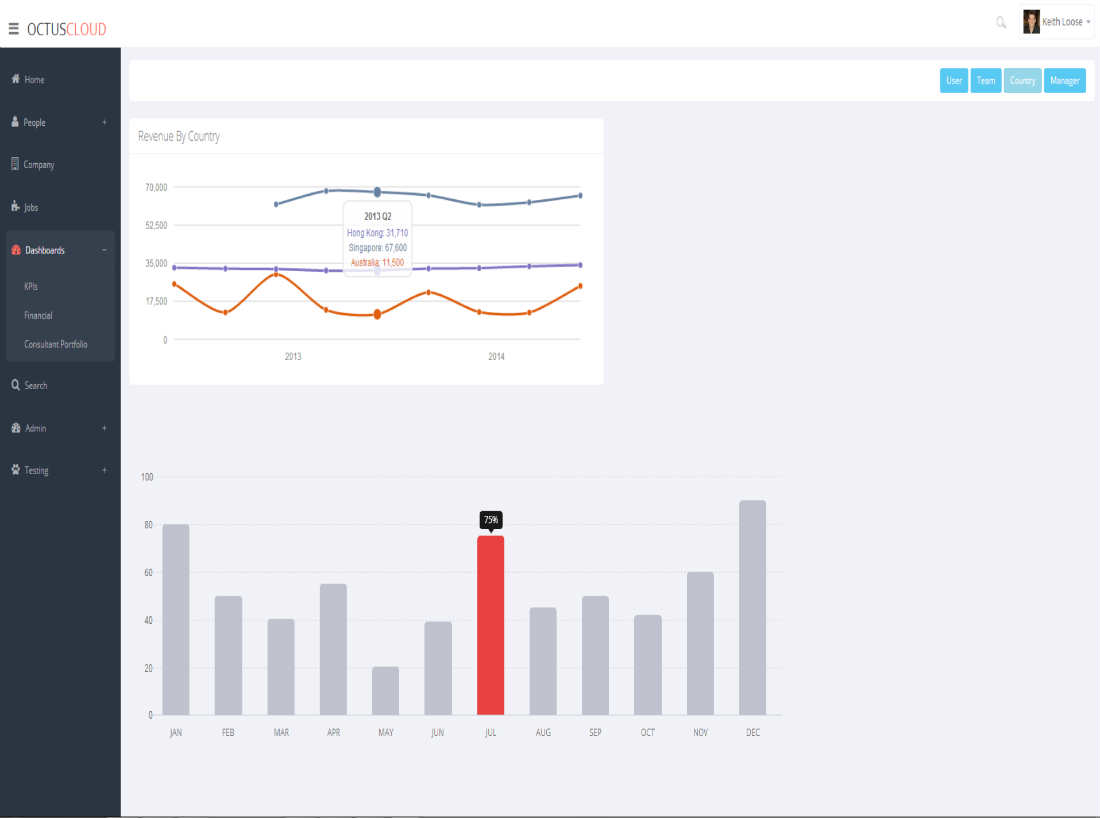 OCTUSCLOUD
Keith Loose
Home
People +
Company
Jobs
Dashboards −
KPIs
Financial
Consultant Portfolio
Search
Admin +
Testing +
User Team Country Manager
Revenue By Country
70,000
52,500
35,000
17,500
0
2013 Q2
Hong Kong: 31,710
Singapore: 67,600
Australia: 11,500
2013 2014
100
80
60
40
20
0
75%
JAN FEB MAR APR MAY JUN JUL AUG SEP OCT NOV DEC